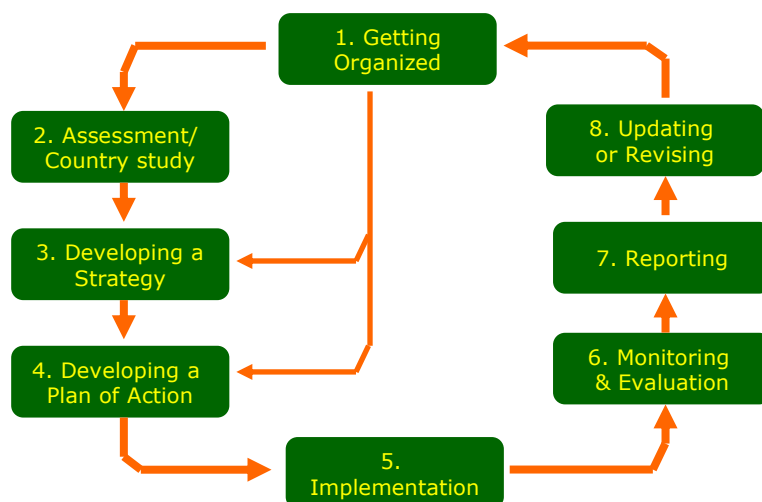 1. Getting
Organized
2. Assessment/
Country study
3. Developing a
Strategy
4. Developing a
Plan of Action
5.
Implementation
6. Monitoring
& Evaluation
7. Reporting
8. Updating
or Revising